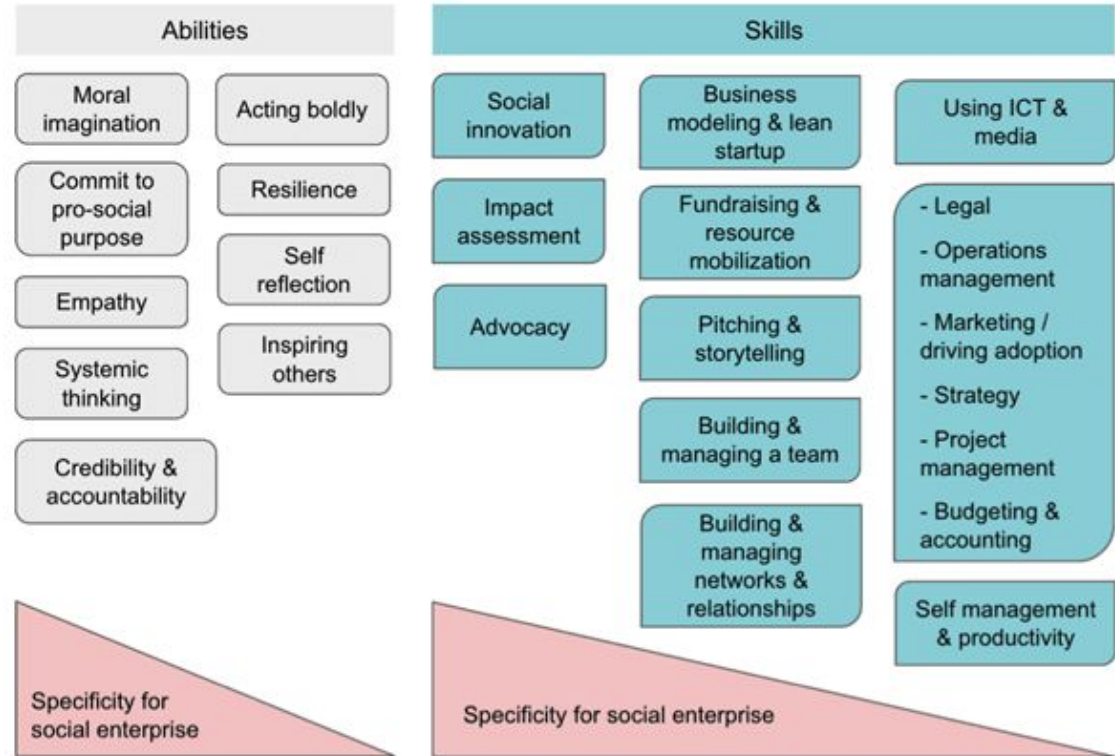 Abilities
Moral
imagination
Commit to
pro-social
purpose
Empathy
Systemic
thinking
Credibility &
accountability
Acting boldly
Resilience
Self
reflection
Inspiring
others
Specificity for
social enterprise
Skills
Social
innovation
Impact
assessment
Advocacy
Business
modeling & lean
startup
Fundraising &
resource
mobilization
Pitching &
storytelling
Building &
managing a team
Building &
managing
networks &
relationships
Using ICT &
media
- Legal
- Operations
management
- Marketing /
driving adoption
- Strategy
- Project
management
- Budgeting &
accounting
Self management
& productivity
Specificity for social enterprise